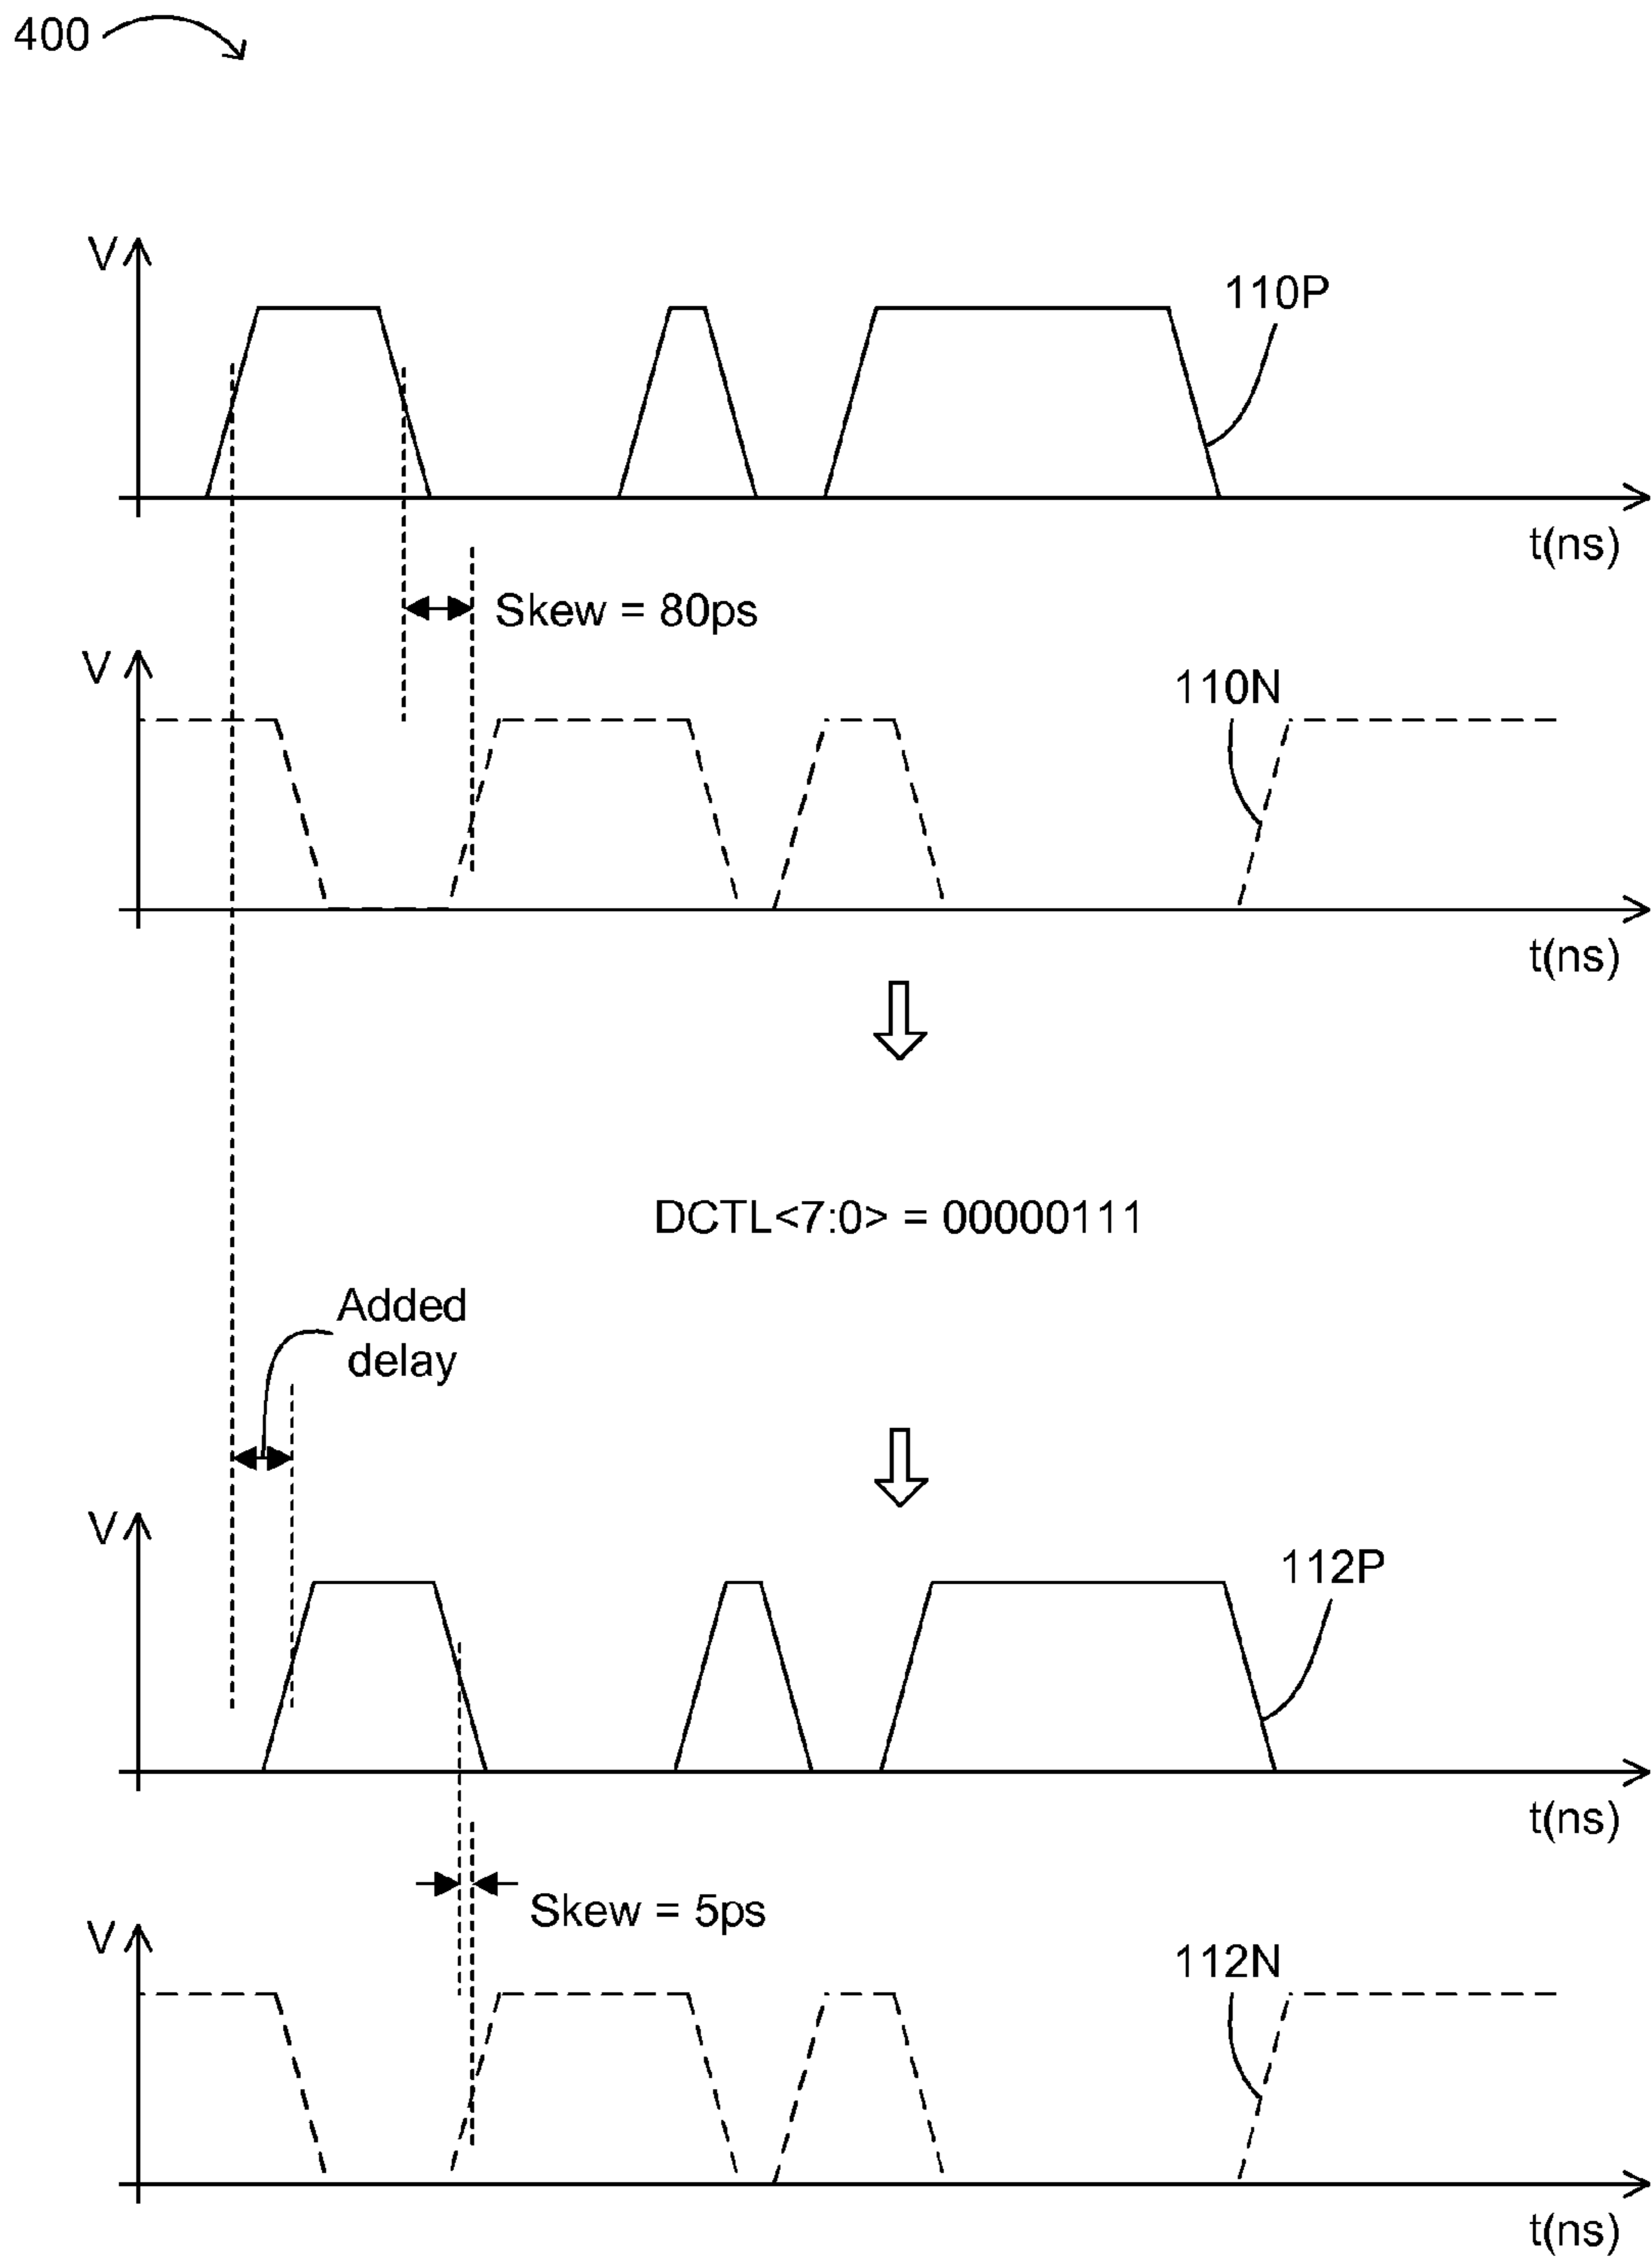 400
V
110P
t(ns)
Skew = 80ps
V
110N
t(ns)
DCTL<7:0> = 00000111
Added
delay
V
112P
t(ns)
Skew = 5ps
V
112N
t(ns)